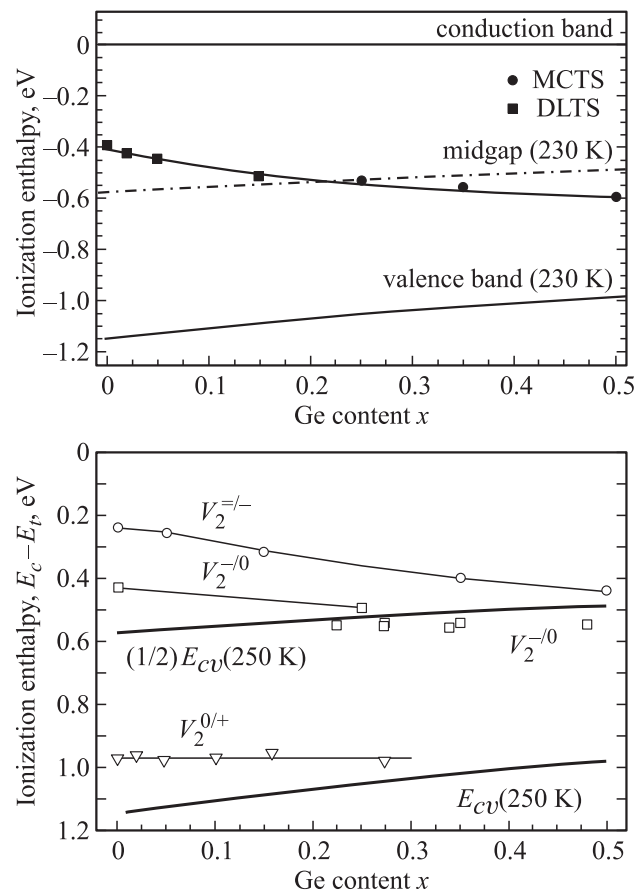 conduction band
0
MCTS
DLTS
–0.2
–0.4
midgap (230 K)
–0.6
–0.8
valence band (230 K)
–1.0
–1.2
Ionization enthalpy, eV
0 0.1 0.2 0.3 0.4 0.5
Ge content x
0
0.2
V₂⁼/⁻
V₂⁻/⁰
0.4
0.6
(1/2) E_cv(250 K)
V₂⁻/⁰
0.8
V₂⁰/⁺
1.0
E_cv(250 K)
1.2
Ionization enthalpy, E_c–E_t, eV
0 0.1 0.2 0.3 0.4 0.5
Ge content x